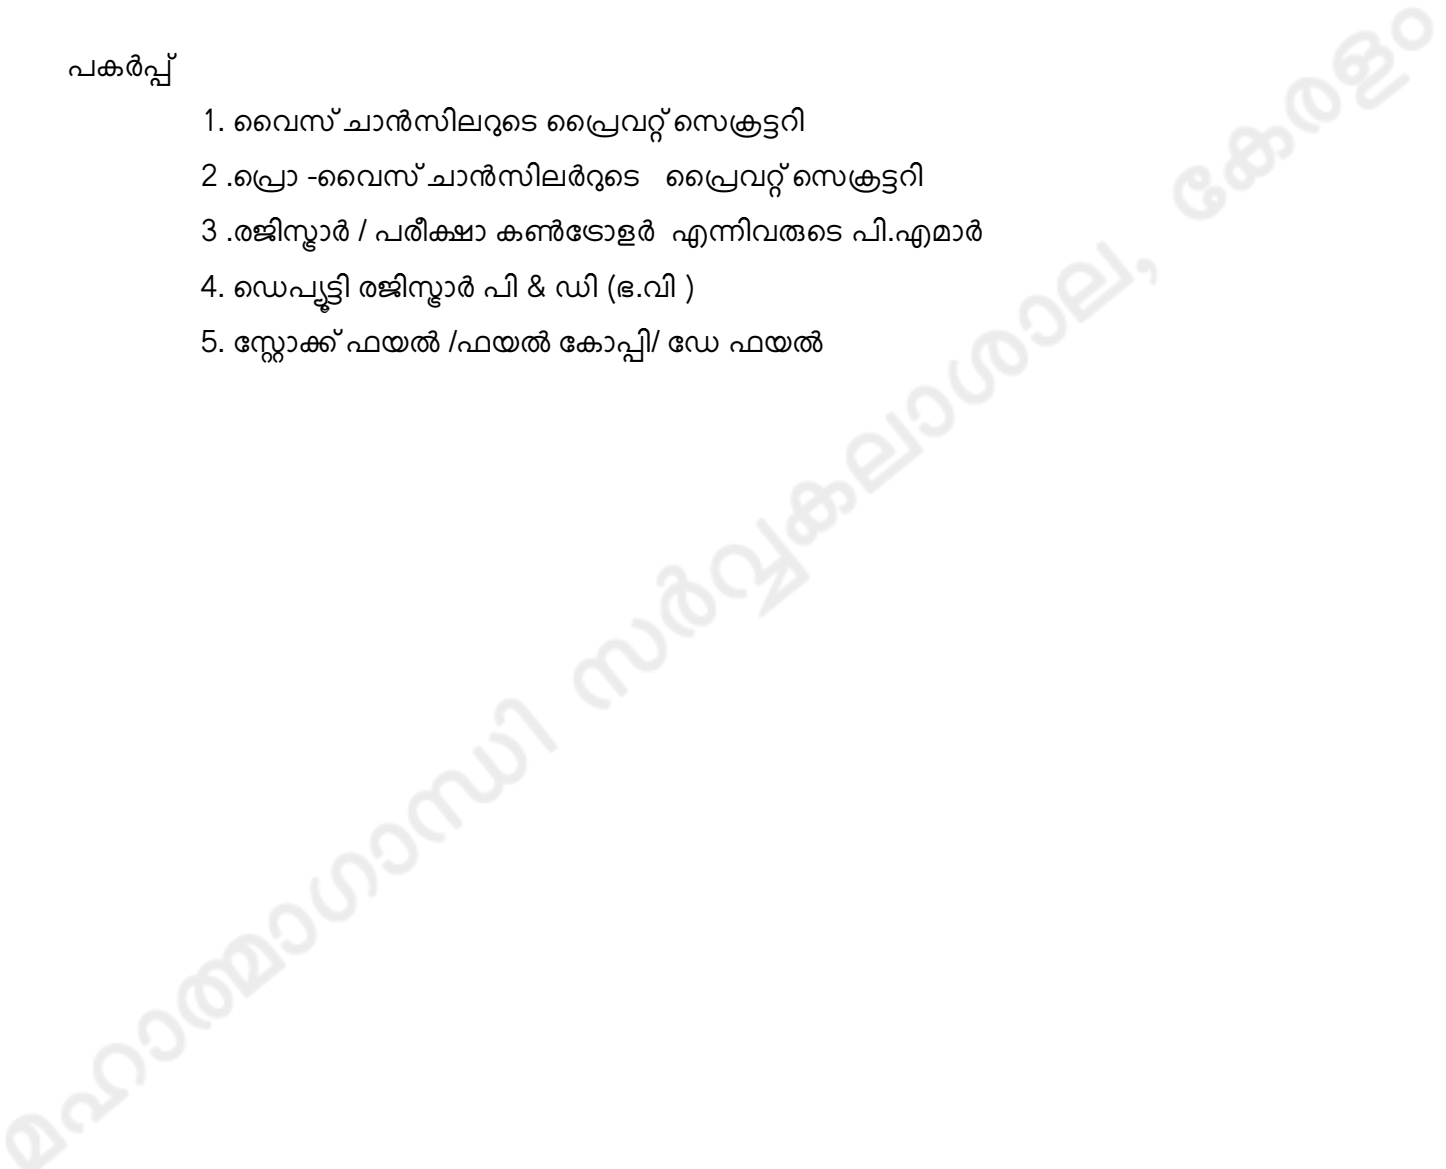 പകർപ്പ്
1. വൈസ് ചാൻസിലറുടെ പ്രൈവറ്റ് സെക്രട്ടറി
2 .പ്രൊ -വൈസ് ചാൻസിലർറുടെ പ്രൈവറ്റ് സെക്രട്ടറി
3 .രജിസ്ട്രാർ / പരീക്ഷാ കൺട്രോളർ എന്നിവരുടെ പി.എമാർ
4. ഡെപ്യൂട്ടി രജിസ്ട്രാർ പി & ഡി (ഭ.വി )
5. സ്റ്റോക്ക് ഫയൽ /ഫയൽ കോപ്പി/ ഡേ ഫയൽ
മഹാത്മാഗാന്ധി സർവ്വകലാശാല, കേരളം